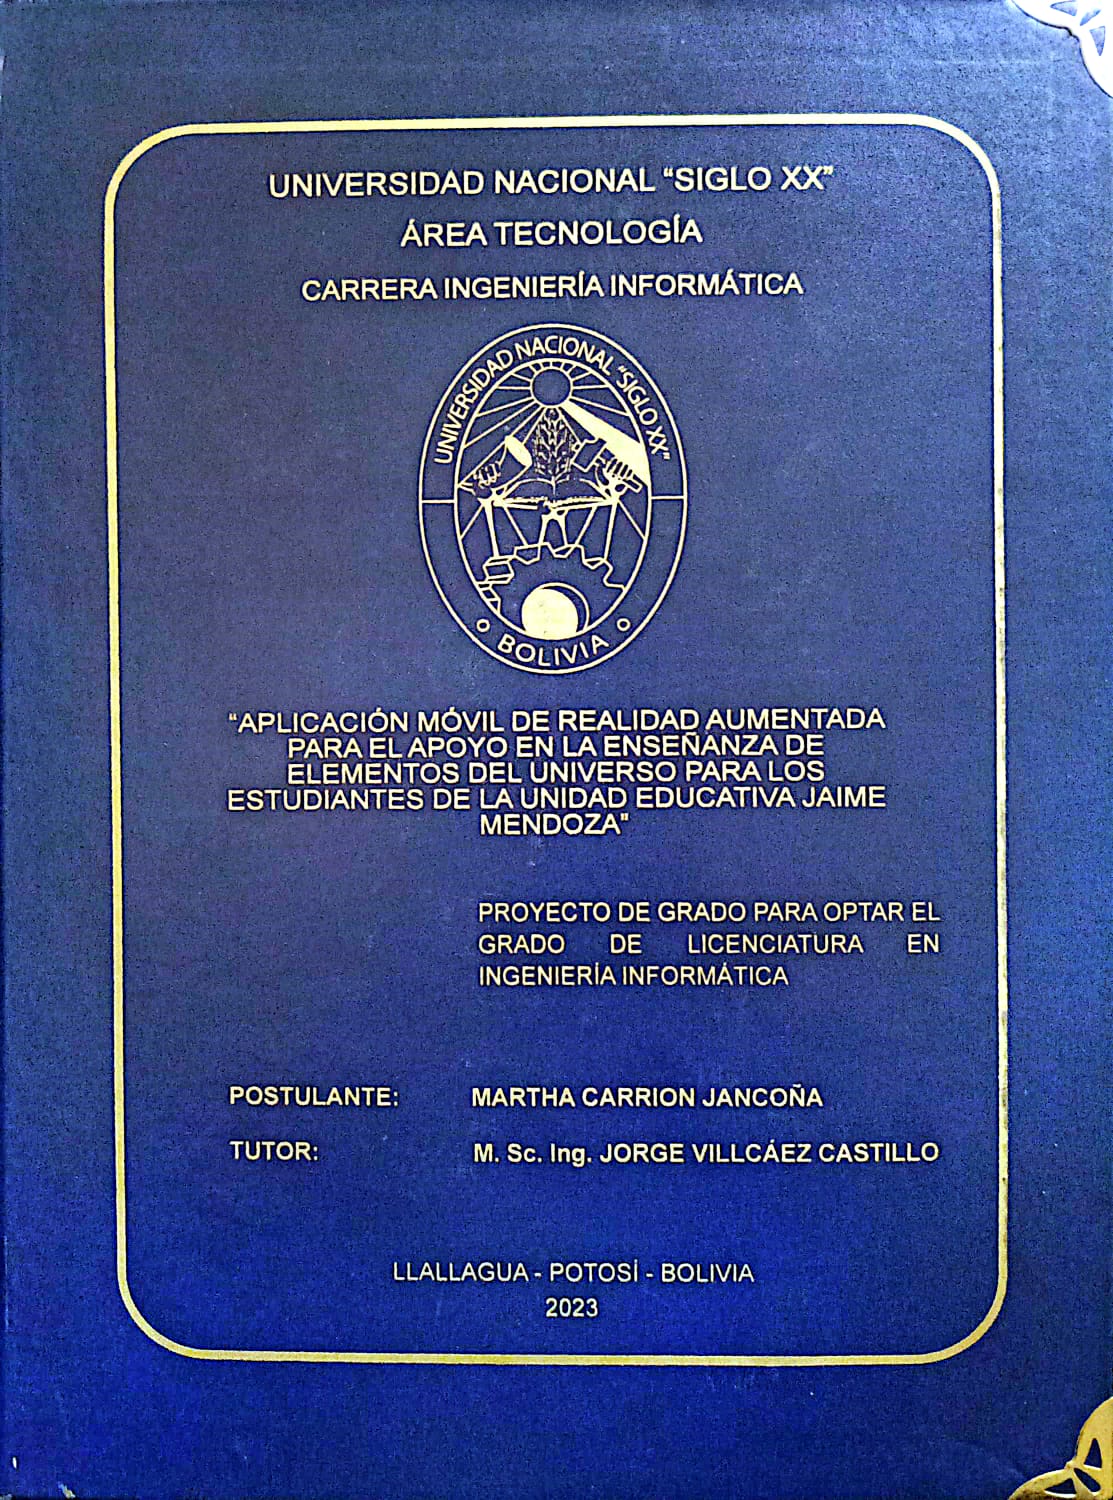 UNIVERSIDAD NACIONAL “SIGLO XX”
ÁREA TECNOLOGÍA
CARRERA INGENIERÍA INFORMÁTICA
UNIVERSIDAD NACIONAL “SIGLO XX”
BOLIVIA
“APLICACIÓN MÓVIL DE REALIDAD AUMENTADA
PARA EL APOYO EN LA ENSEÑANZA DE
ELEMENTOS DEL UNIVERSO PARA LOS
ESTUDIANTES DE LA UNIDAD EDUCATIVA JAIME
MENDOZA”
PROYECTO DE GRADO PARA OPTAR EL
GRADO DE LICENCIATURA EN
INGENIERÍA INFORMÁTICA
POSTULANTE: MARTHA CARRION JANCOÑA
TUTOR: M. Sc. Ing. JORGE VILLCÁEZ CASTILLO
LLALLAGUA - POTOSÍ - BOLIVIA
2023